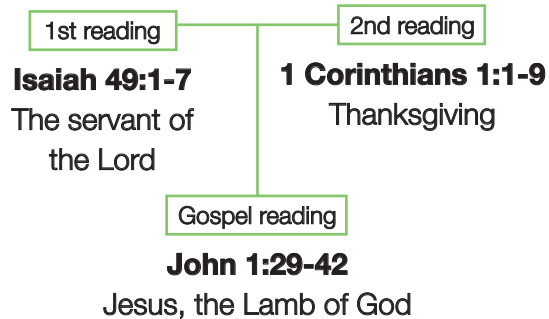 1st reading
Isaiah 49:1-7
The servant of
the Lord
2nd reading
1 Corinthians 1:1-9
Thanksgiving
Gospel reading
John 1:29-42
Jesus, the Lamb of God